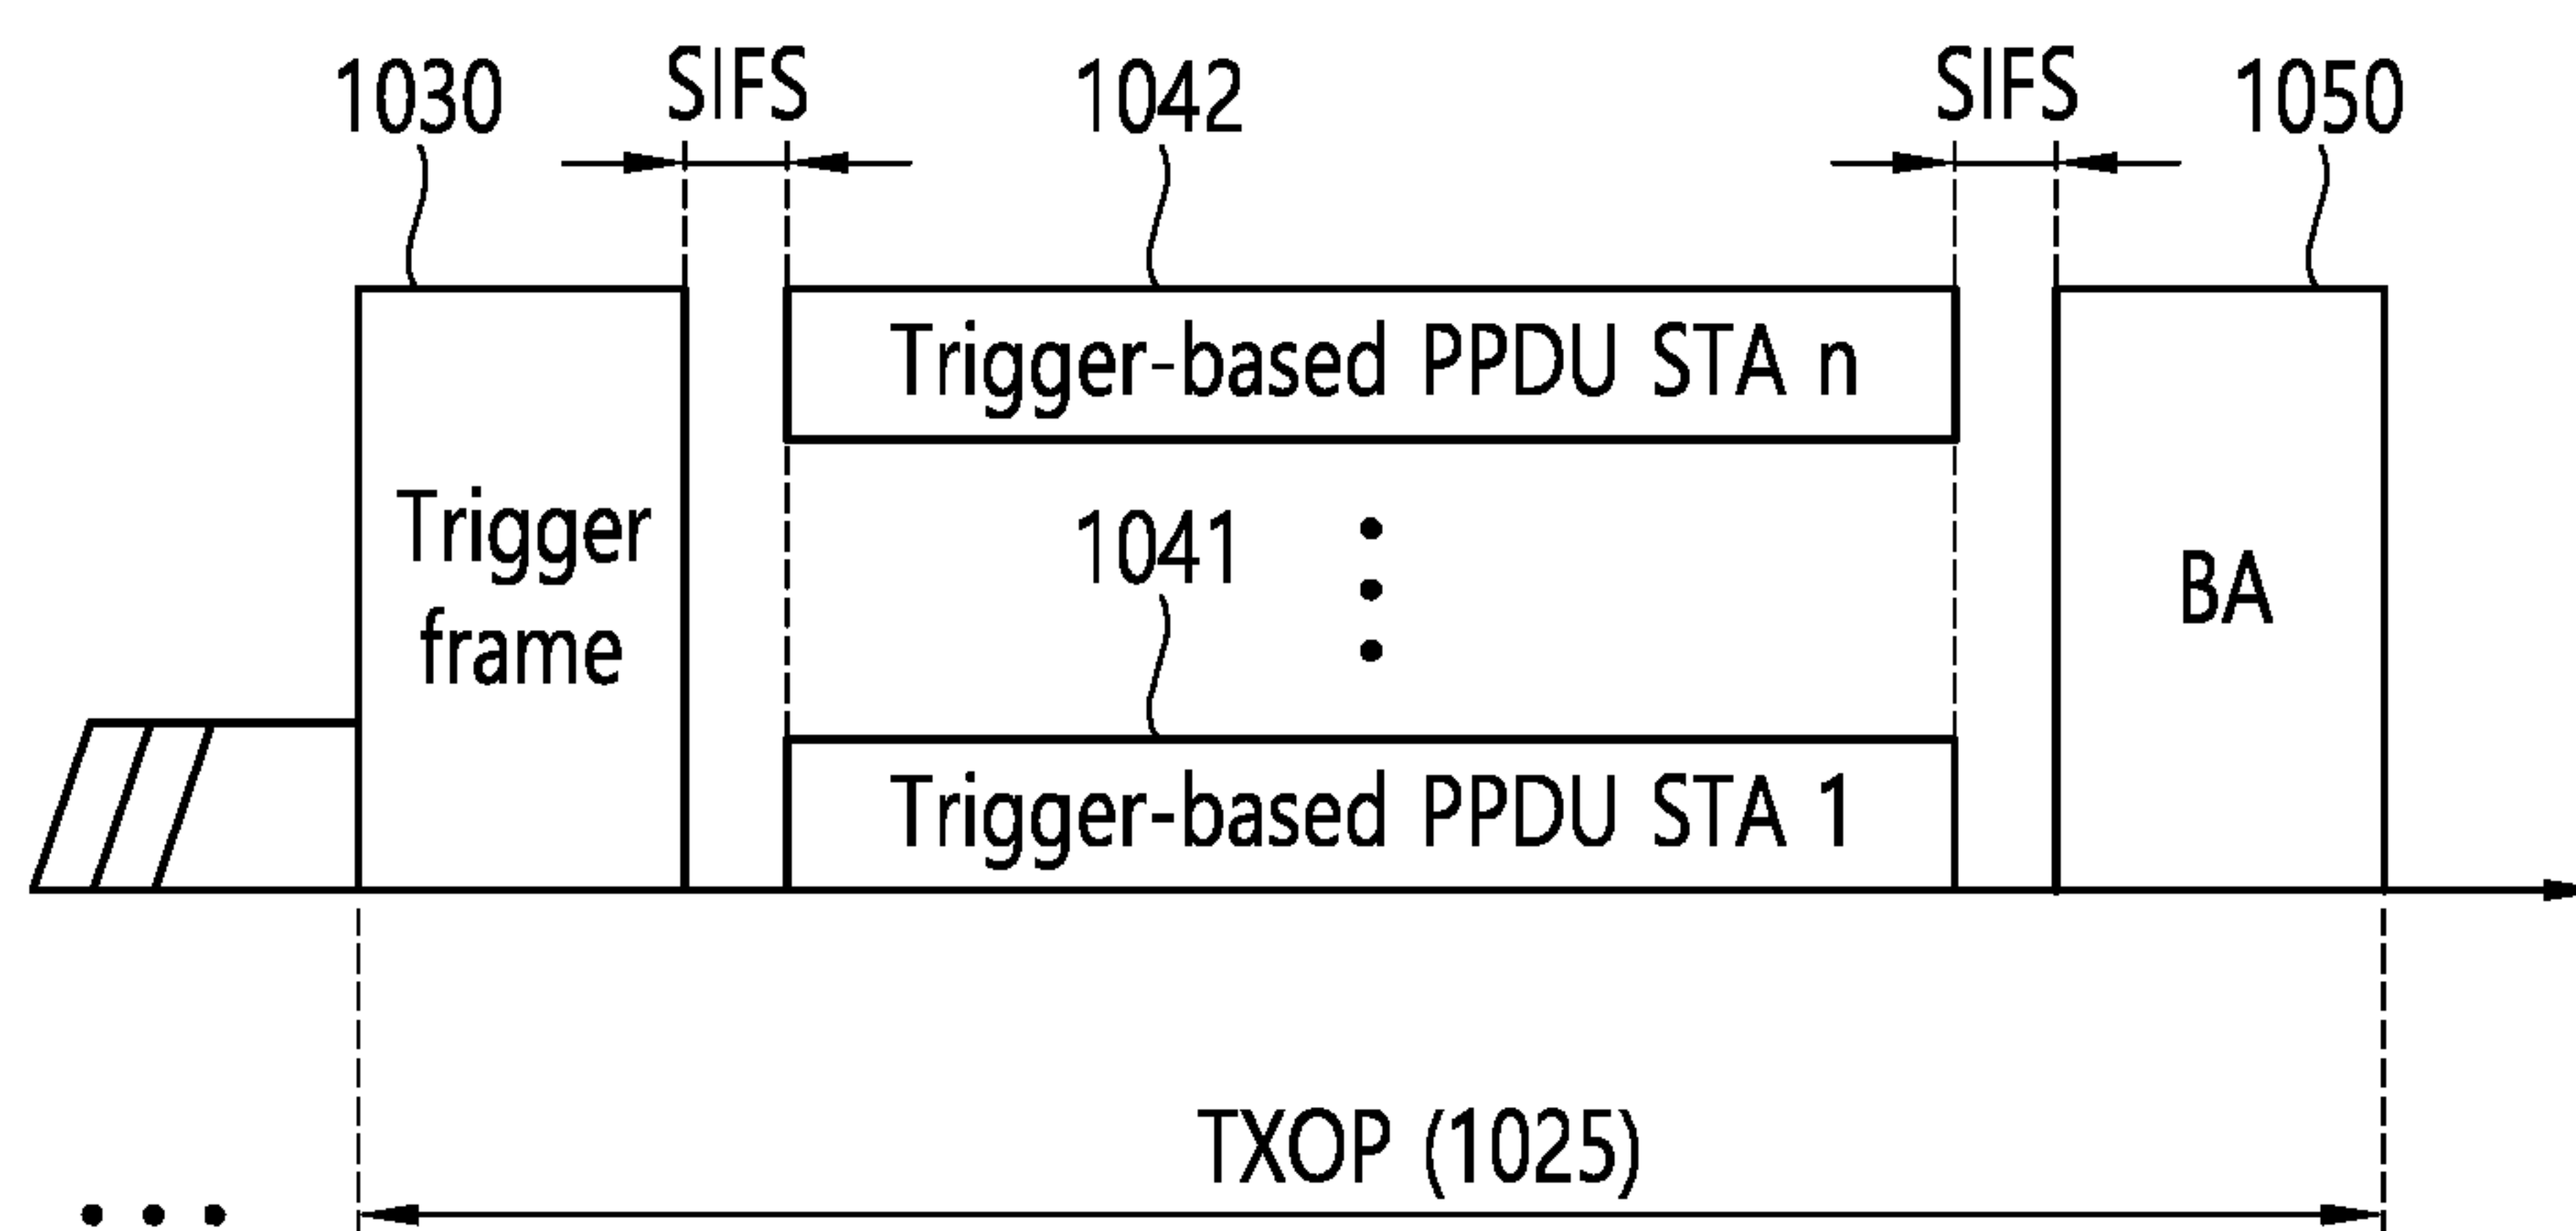 1030
SIFS
1042
SIFS
1050
Trigger-based PPDU STA n
Trigger
frame
1041
BA
Trigger-based PPDU STA 1
TXOP (1025)